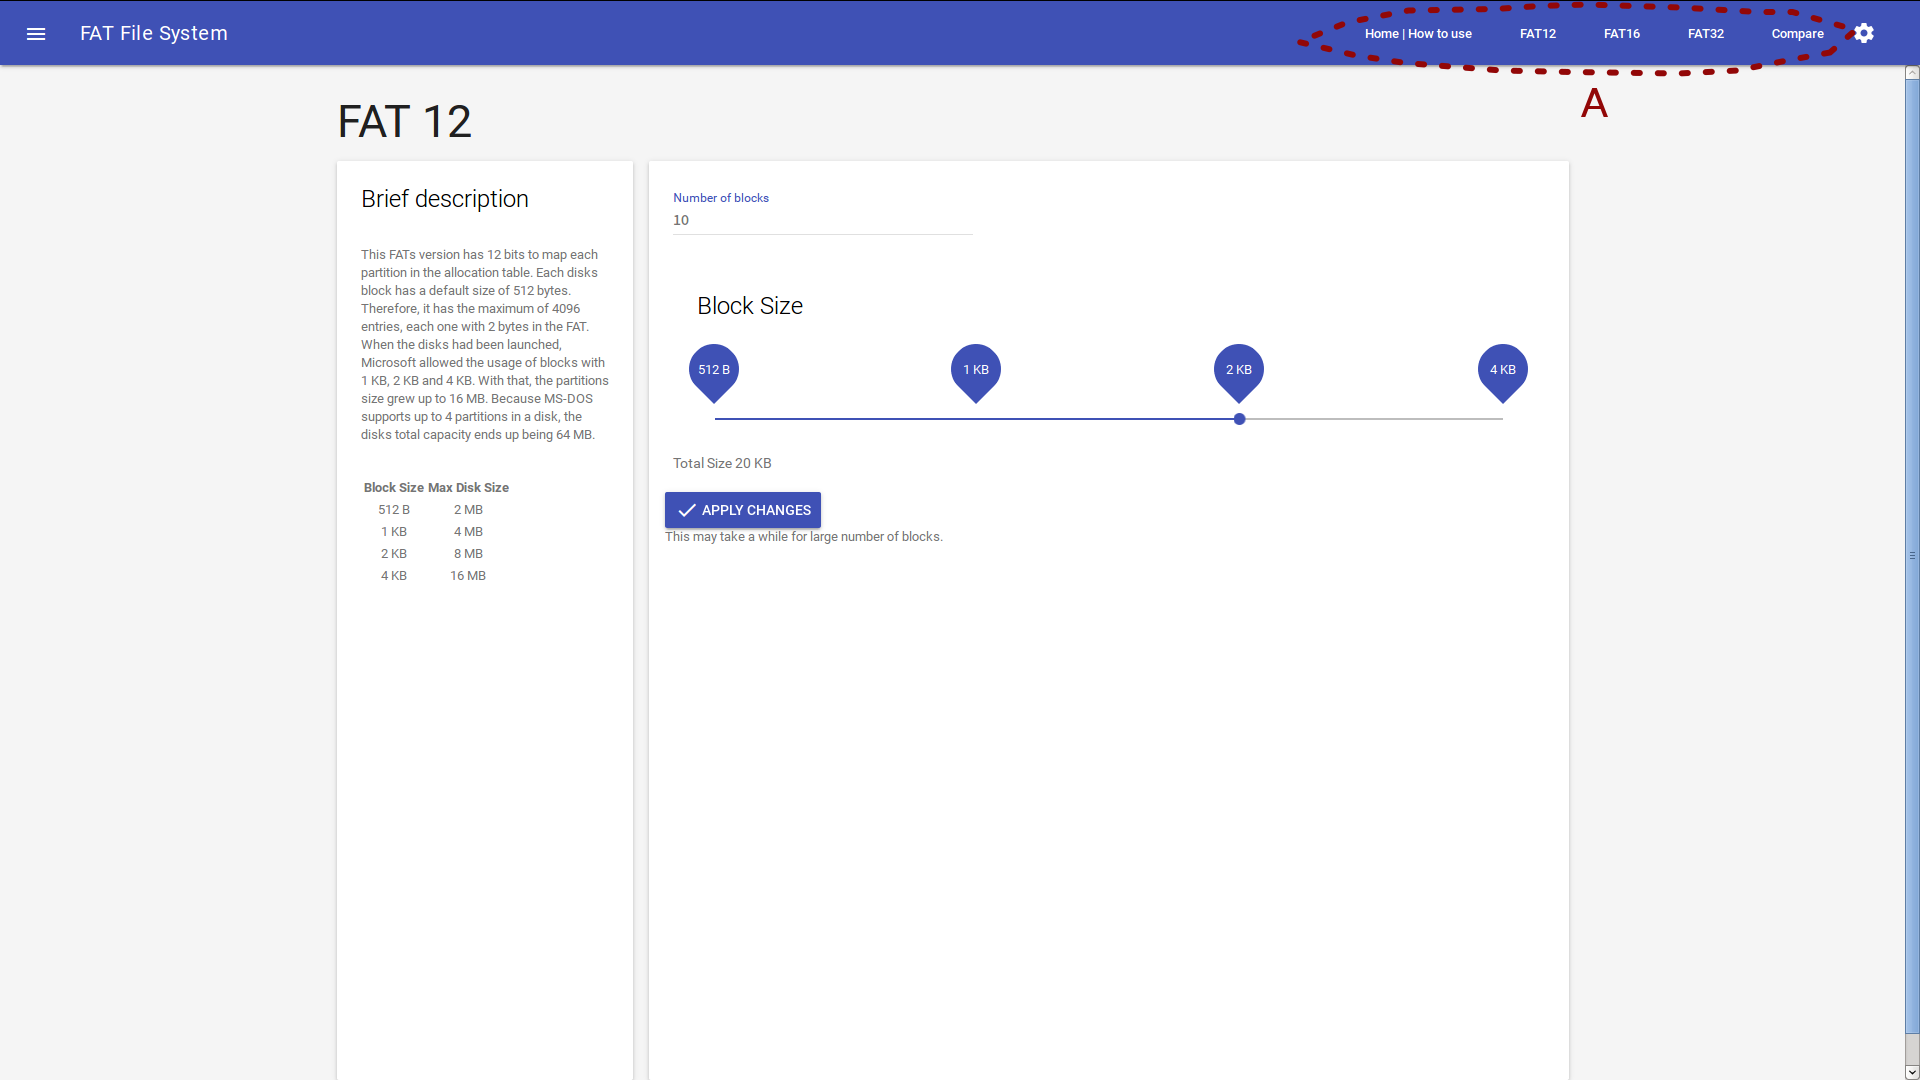 FAT File System
Home | How to use FAT12 FAT16 FAT32 Compare
A
FAT 12
Brief description
This FATs version has 12 bits to map each
partition in the allocation table. Each disks
block has a default size of 512 bytes.
Therefore, it has the maximum of 4096
entries, each one with 2 bytes in the FAT.
When the disks had been launched,
Microsoft allowed the usage of blocks with
1 KB, 2 KB and 4 KB. With that, the partitions
size grew up to 16 MB. Because MS-DOS
supports up to 4 partitions in a disk, the
disks total capacity ends up being 64 MB.
Block Size Max Disk Size
512 B 2 MB
1 KB 4 MB
2 KB 8 MB
4 KB 16 MB
Number of blocks
10
Block Size
512 B 1 KB 2 KB 4 KB
Total Size 20 KB
APPLY CHANGES
This may take a while for large number of blocks.